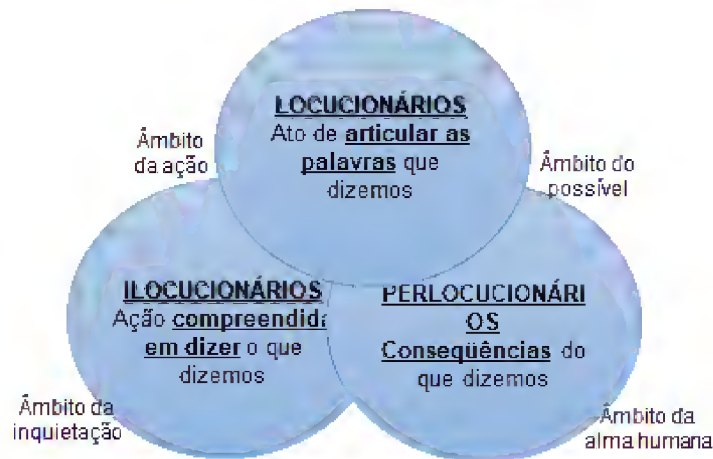 LOCUCIONÁRIOS
Ato de articular as
palavras que
dizemos
Âmbito
da ação
Âmbito do
possível
ILOCUCIONÁRIOS
Ação compreendida
em dizer o que
dizemos
PERLOCUCIONÁRI
OS
Conseqüências do
que dizemos
Âmbito da
inquietação
Âmbito da
alma humana